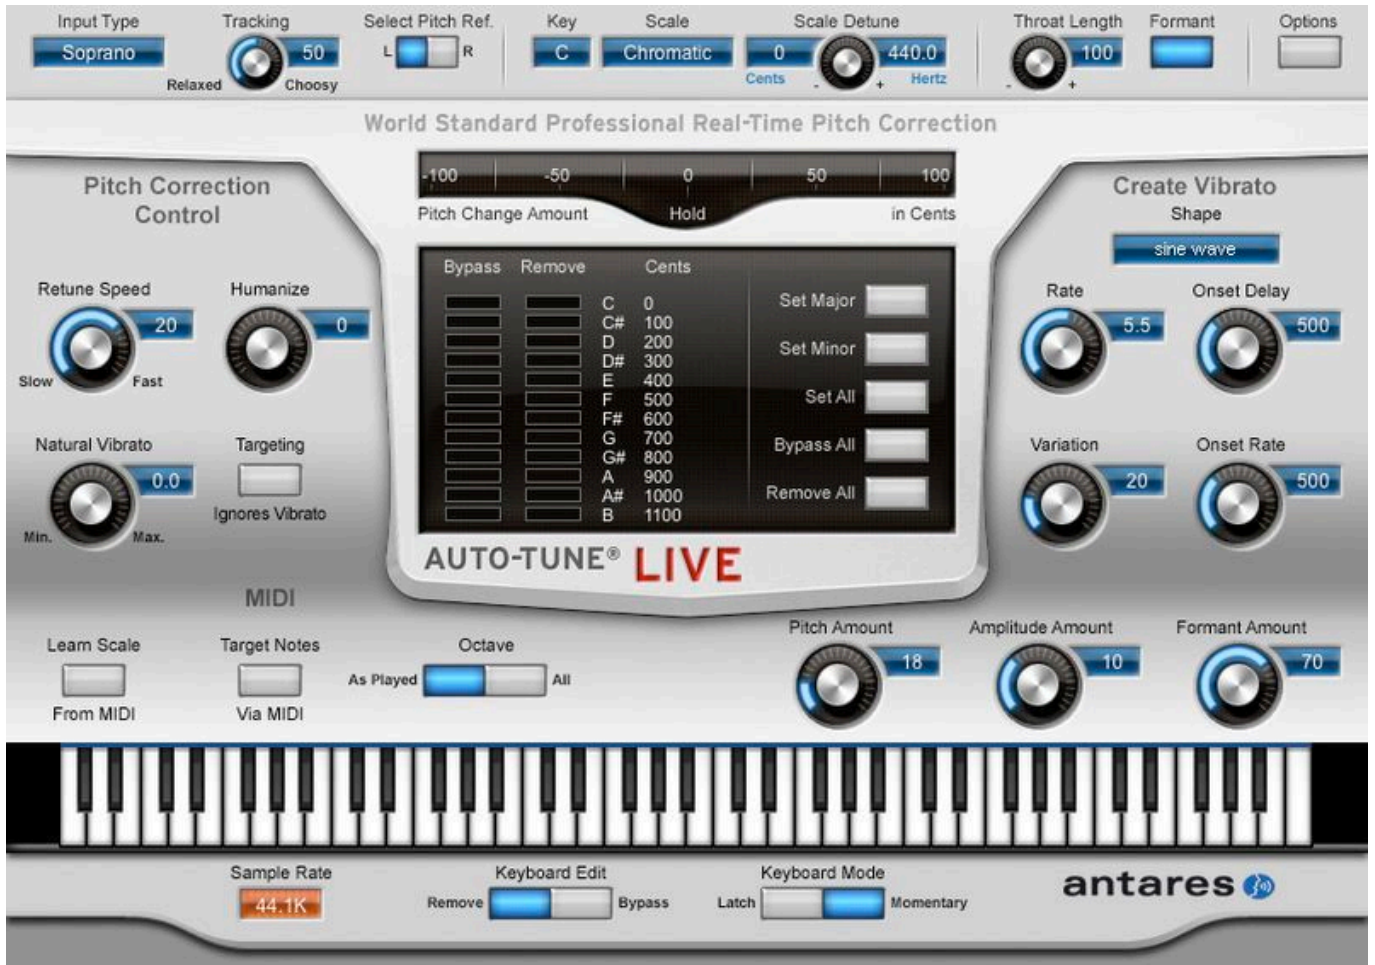 Input Type
Tracking
Select Pitch Ref.
Key
Scale
Scale Detune
Throat Length
Formant
Options
Soprano
50
L
R
C
Chromatic
0
440.0
100
Relaxed
Choosy
Cents
-
+
Hertz
-
+
World Standard Professional Real-Time Pitch Correction
-100
-50
0
50
100
Pitch Change Amount
Hold
in Cents
Pitch Correction
Control
Retune Speed
Humanize
20
0
Slow
Fast
Natural Vibrato
Targeting
0.0
Ignores Vibrato
Min.
Max.
Bypass
Remove
Cents
C 0
C# 100
D 200
D# 300
E 400
F 500
F# 600
G 700
G# 800
A 900
A# 1000
B 1100
Set Major
Set Minor
Set All
Bypass All
Remove All
AUTO-TUNE® LIVE
Create Vibrato
Shape
sine wave
Rate
Onset Delay
5.5
500
Variation
Onset Rate
20
500
MIDI
Learn Scale
Target Notes
Octave
As Played
All
From MIDI
Via MIDI
Pitch Amount
Amplitude Amount
Formant Amount
18
10
70
Sample Rate
44.1K
Keyboard Edit
Remove
Bypass
Keyboard Mode
Latch
Momentary
antares